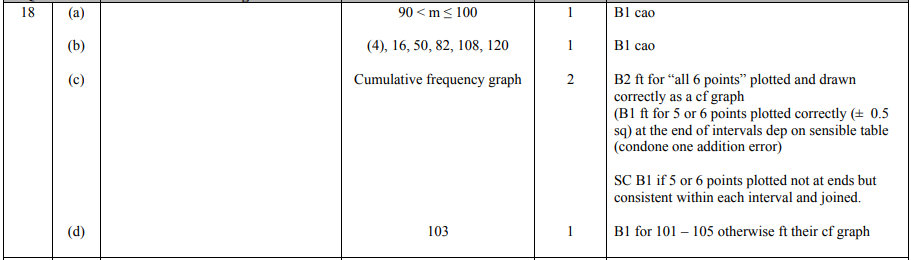 18 (a) 90 < m ≤ 100 1 B1 cao
(b) (4), 16, 50, 82, 108, 120 1 B1 cao
(c) Cumulative frequency graph 2 B2 ft for “all 6 points” plotted and drawn
correctly as a cf graph
(B1 ft for 5 or 6 points plotted correctly (± 0.5
sq) at the end of intervals dep on sensible table
(condone one addition error)
SC B1 if 5 or 6 points plotted not at ends but
consistent within each interval and joined.
(d) 103 1 B1 for 101 – 105 otherwise ft their cf graph